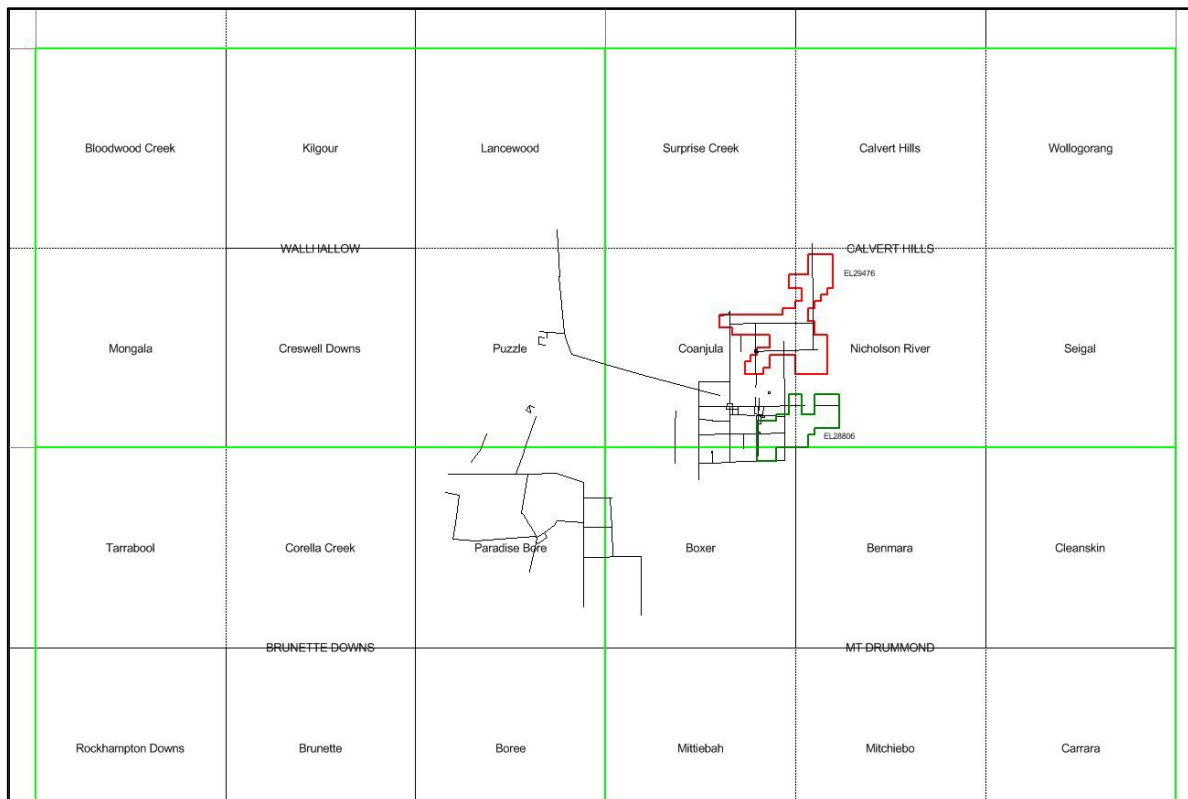 Bloodwood Creek
Kilgour
Lancewood
Surprise Creek
Calvert Hills
Wollogorang
WALLHALLOW
CALVERT HILLS
EL29476
Mongala
Creswell Downs
Puzzle
Coanjula
Nicholson River
Seigal
EL28806
Tarrabool
Corella Creek
Paradise Bore
Boxer
Benmara
Cleanskin
BRUNETTE DOWNS
MT DRUMMOND
Rockhampton Downs
Brunette
Boree
Mittiebah
Mitchiebo
Carrara